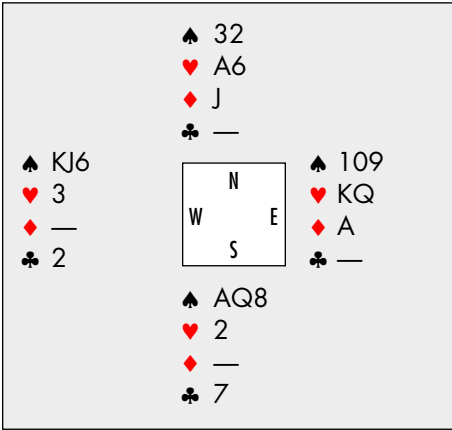 ♠ 32
♥ A6
♦ J
♣ —
♠ KJ6
♥ 3
♦ —
♣ 2
N
W E
S
♠ 109
♥ KQ
♦ A
♣ —
♠ AQ8
♥ 2
♦ —
♣ 7